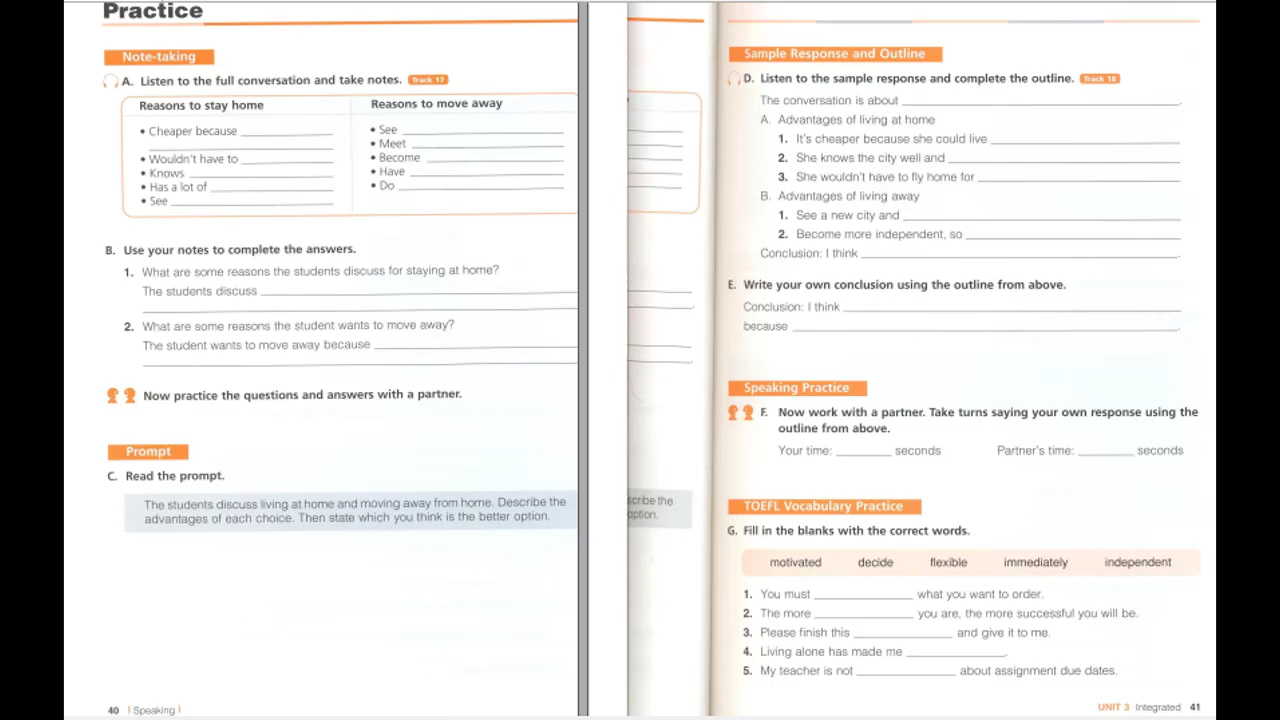 Practice
Note-taking
A. Listen to the full conversation and take notes. Track 17
Reasons to stay home
• Cheaper because
• Wouldn't have to
• Knows
• Has a lot of
• See
Reasons to move away
• See
• Meet
• Become
• Have
• Do
B. Use your notes to complete the answers.
1. What are some reasons the students discuss for staying at home?
The students discuss
2. What are some reasons the student wants to move away?
The student wants to move away because
Now practice the questions and answers with a partner.
Prompt
C. Read the prompt.
The students discuss living at home and moving away from home. Describe the
advantages of each choice. Then state which you think is the better option.
40 | Speaking |
scribe the
option.
Sample Response and Outline
D. Listen to the sample response and complete the outline. Track 18
The conversation is about .
A. Advantages of living at home
1. It's cheaper because she could live
2. She knows the city well and
3. She wouldn't have to fly home for
B. Advantages of living away
1. See a new city and
2. Become more independent, so
Conclusion: I think .
E. Write your own conclusion using the outline from above.
Conclusion: I think
because .
Speaking Practice
F. Now work with a partner. Take turns saying your own response using the
outline from above.
Your time: seconds Partner's time: seconds
TOEFL Vocabulary Practice
G. Fill in the blanks with the correct words.
motivated decide flexible immediately independent
1. You must what you want to order.
2. The more you are, the more successful you will be.
3. Please finish this and give it to me.
4. Living alone has made me .
5. My teacher is not about assignment due dates.
UNIT 3 Integrated 41